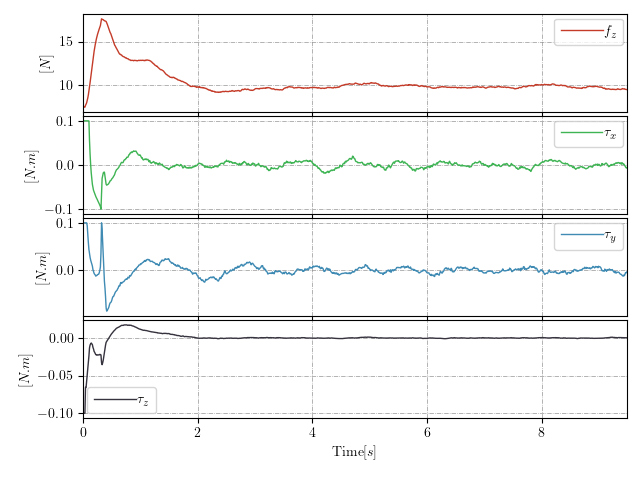 15
10
[N]
f_z
0.1
0.0
−0.1
[N.m]
τ_x
0.1
0.0
[N.m]
τ_y
0.00
−0.05
−0.10
[N.m]
τ_z
0 2 4 6 8
Time[s]